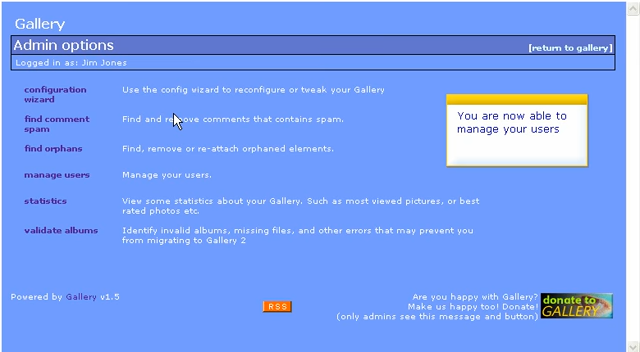 Gallery
Admin options
[return to gallery]
Logged in as: Jim Jones
configuration wizard
Use the config wizard to reconfigure or tweak your Gallery
find comment spam
Find and remove comments that contains spam.
find orphans
Find, remove or re-attach orphaned elements.
manage users
Manage your users.
statistics
View some statistics about your Gallery. Such as most viewed pictures, or best
rated photos etc.
validate albums
Identify invalid albums, missing files, and other errors that may prevent you
from migrating to Gallery 2
You are now able to
manage your users
Powered by Gallery v1.5
RSS
Are you happy with Gallery?
Make us happy too! Donate!
(only admins see this message and button)
donate to
GALLERY